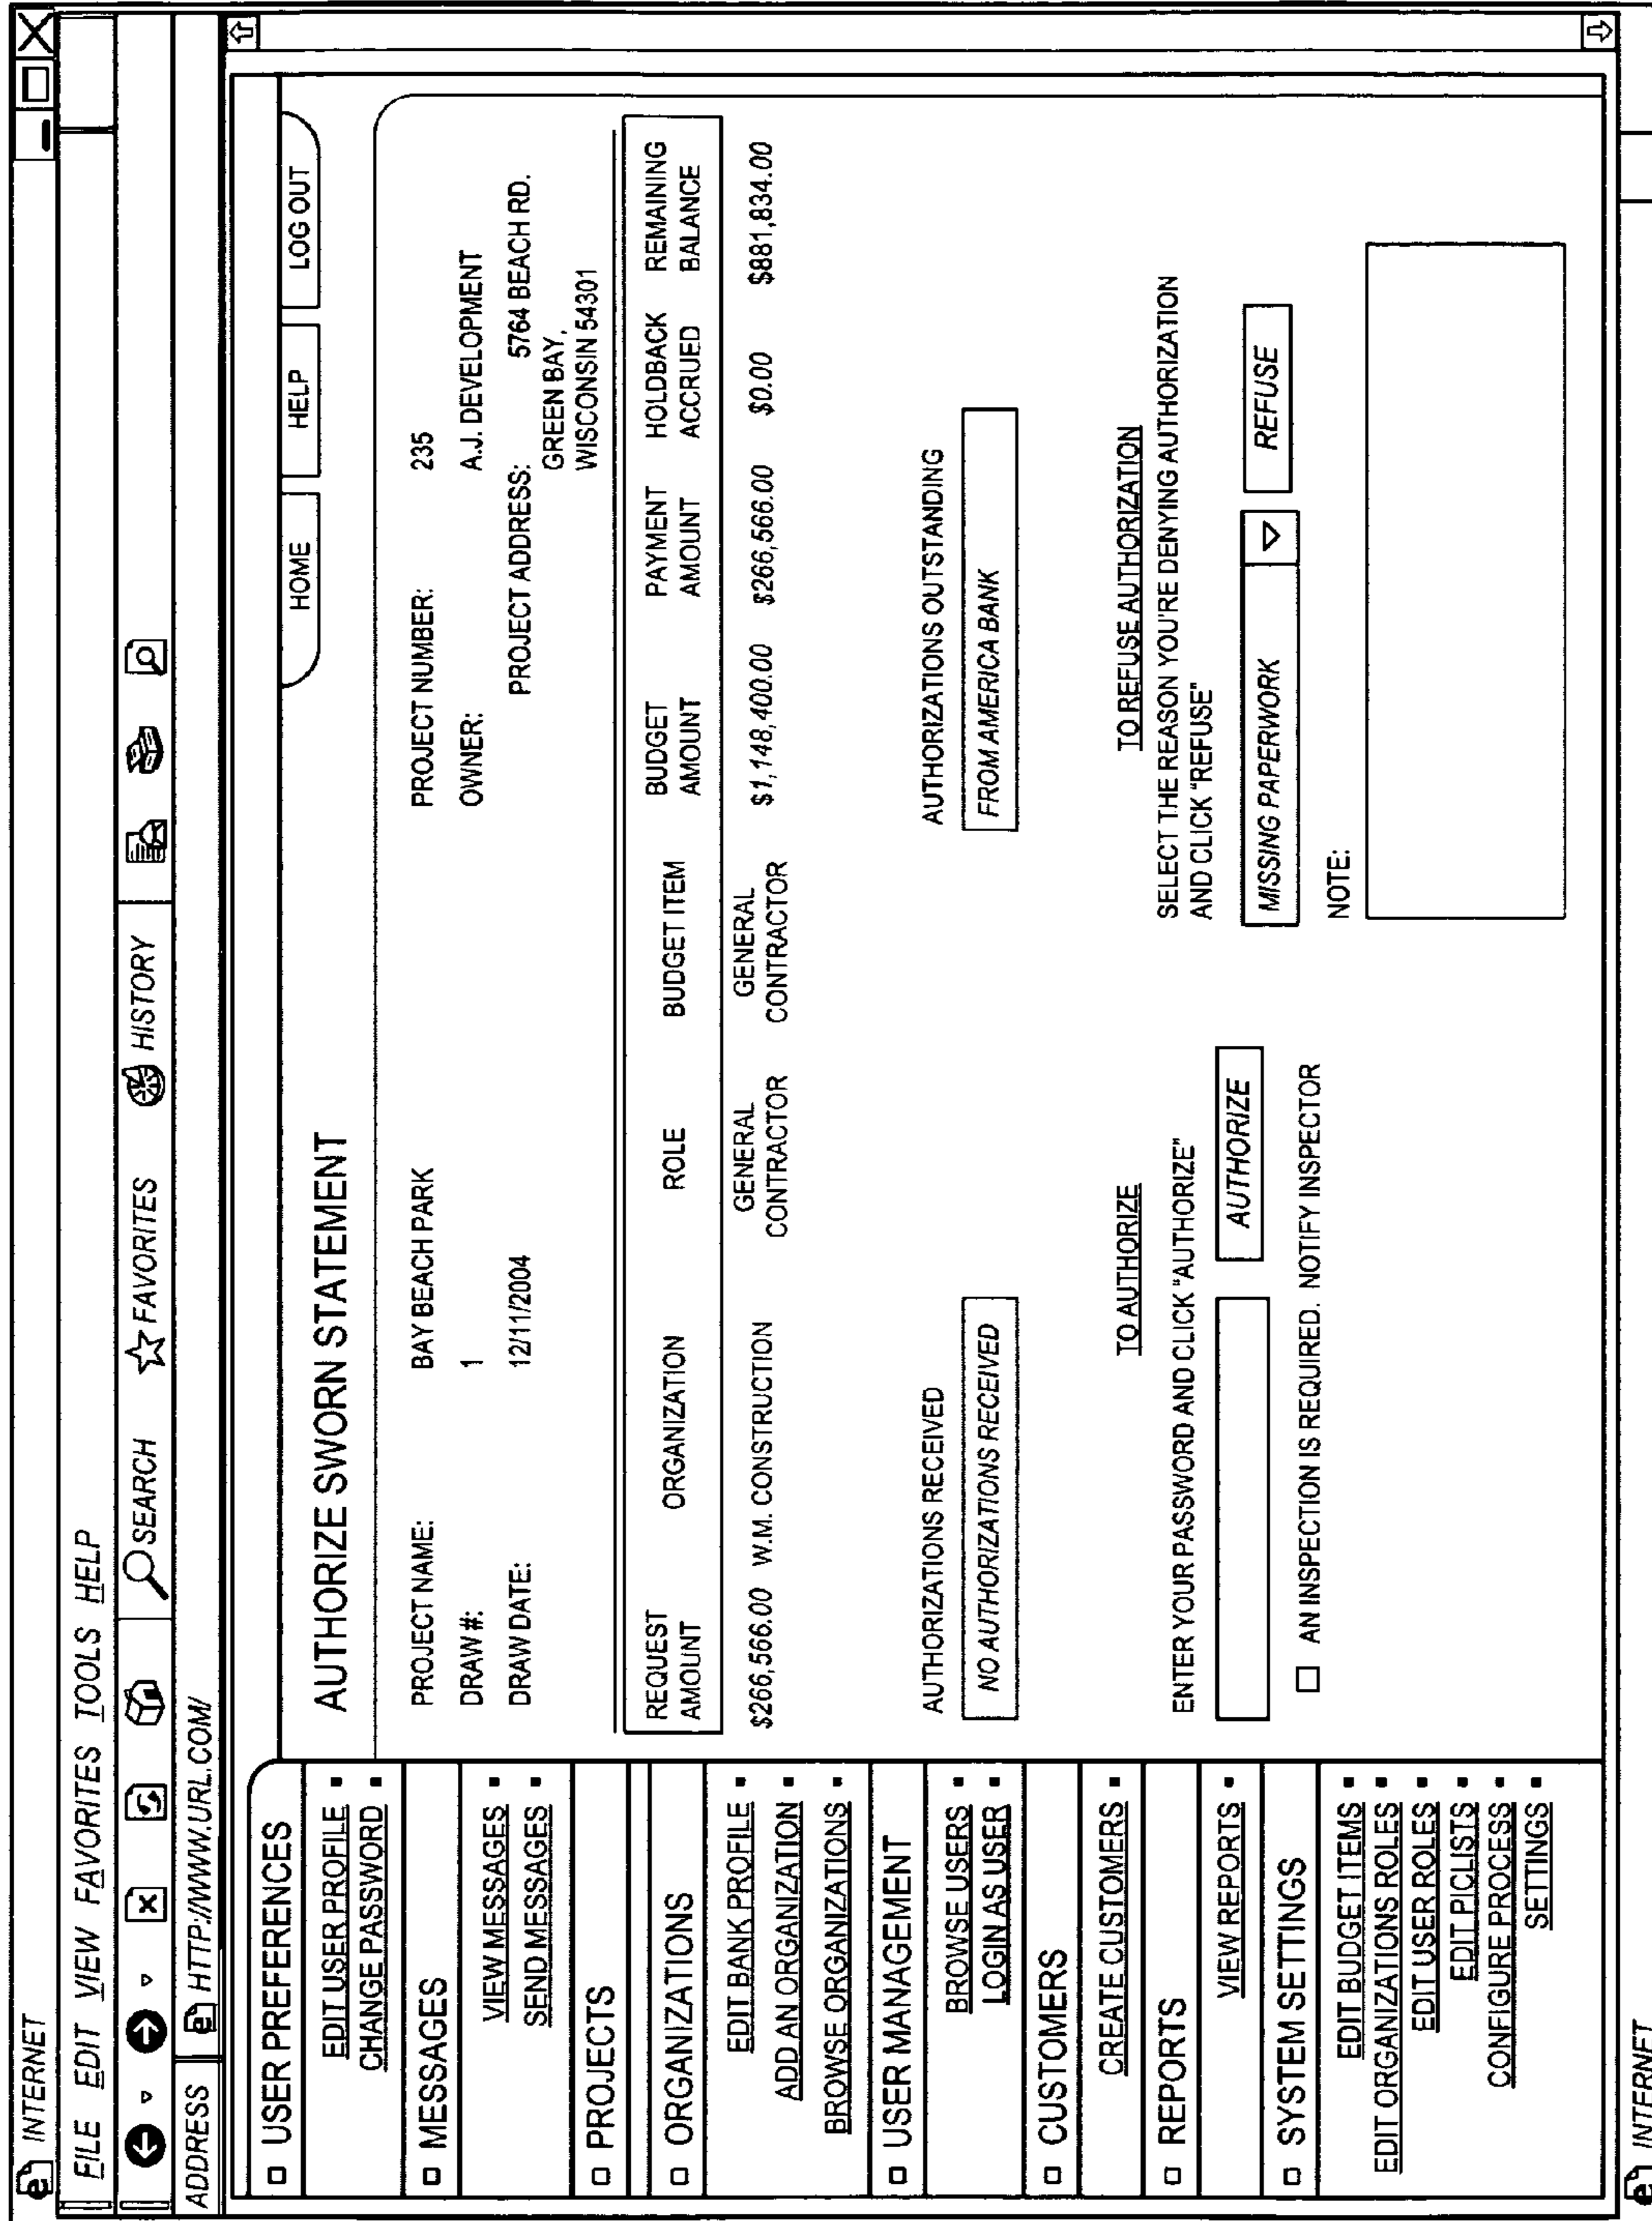 INTERNET
FILE EDIT VIEW FAVORITES TOOLS HELP
SEARCH FAVORITES HISTORY
ADDRESS HTTP://WWW.URL.COM/
HOME HELP LOG OUT
USER PREFERENCES
EDIT USER PROFILE
CHANGE PASSWORD
MESSAGES
VIEW MESSAGES
SEND MESSAGES
PROJECTS
ORGANIZATIONS
EDIT BANK PROFILE
ADD AN ORGANIZATION
BROWSE ORGANIZATIONS
USER MANAGEMENT
BROWSE USERS
LOGIN AS USER
CUSTOMERS
CREATE CUSTOMERS
REPORTS
VIEW REPORTS
SYSTEM SETTINGS
EDIT BUDGET ITEMS
EDIT ORGANIZATIONS ROLES
EDIT USER ROLES
EDIT PICLISTS
CONFIGURE PROCESS
SETTINGS
AUTHORIZE SWORN STATEMENT
PROJECT NAME: BAY BEACH PARK PROJECT NUMBER: 235
DRAW #: 1 OWNER: A.J. DEVELOPMENT
DRAW DATE: 12/11/2004 PROJECT ADDRESS: 5764 BEACH RD.
GREEN BAY,
WISCONSIN 54301
REQUEST ORGANIZATION ROLE BUDGET ITEM BUDGET PAYMENT HOLDBACK REMAINING
AMOUNT AMOUNT AMOUNT ACCRUED BALANCE
$266,566.00 W.M. CONSTRUCTION GENERAL GENERAL $1,148,400.00 $266,566.00 $0.00 $881,834.00
CONTRACTOR CONTRACTOR
AUTHORIZATIONS RECEIVED AUTHORIZATIONS OUTSTANDING
NO AUTHORIZATIONS RECEIVED FROM AMERICA BANK
TO AUTHORIZE TO REFUSE AUTHORIZATION
ENTER YOUR PASSWORD AND CLICK "AUTHORIZE" SELECT THE REASON YOU'RE DENYING AUTHORIZATION
AND CLICK "REFUSE"
AUTHORIZE MISSING PAPERWORK REFUSE
AN INSPECTION IS REQUIRED. NOTIFY INSPECTOR NOTE:
INTERNET